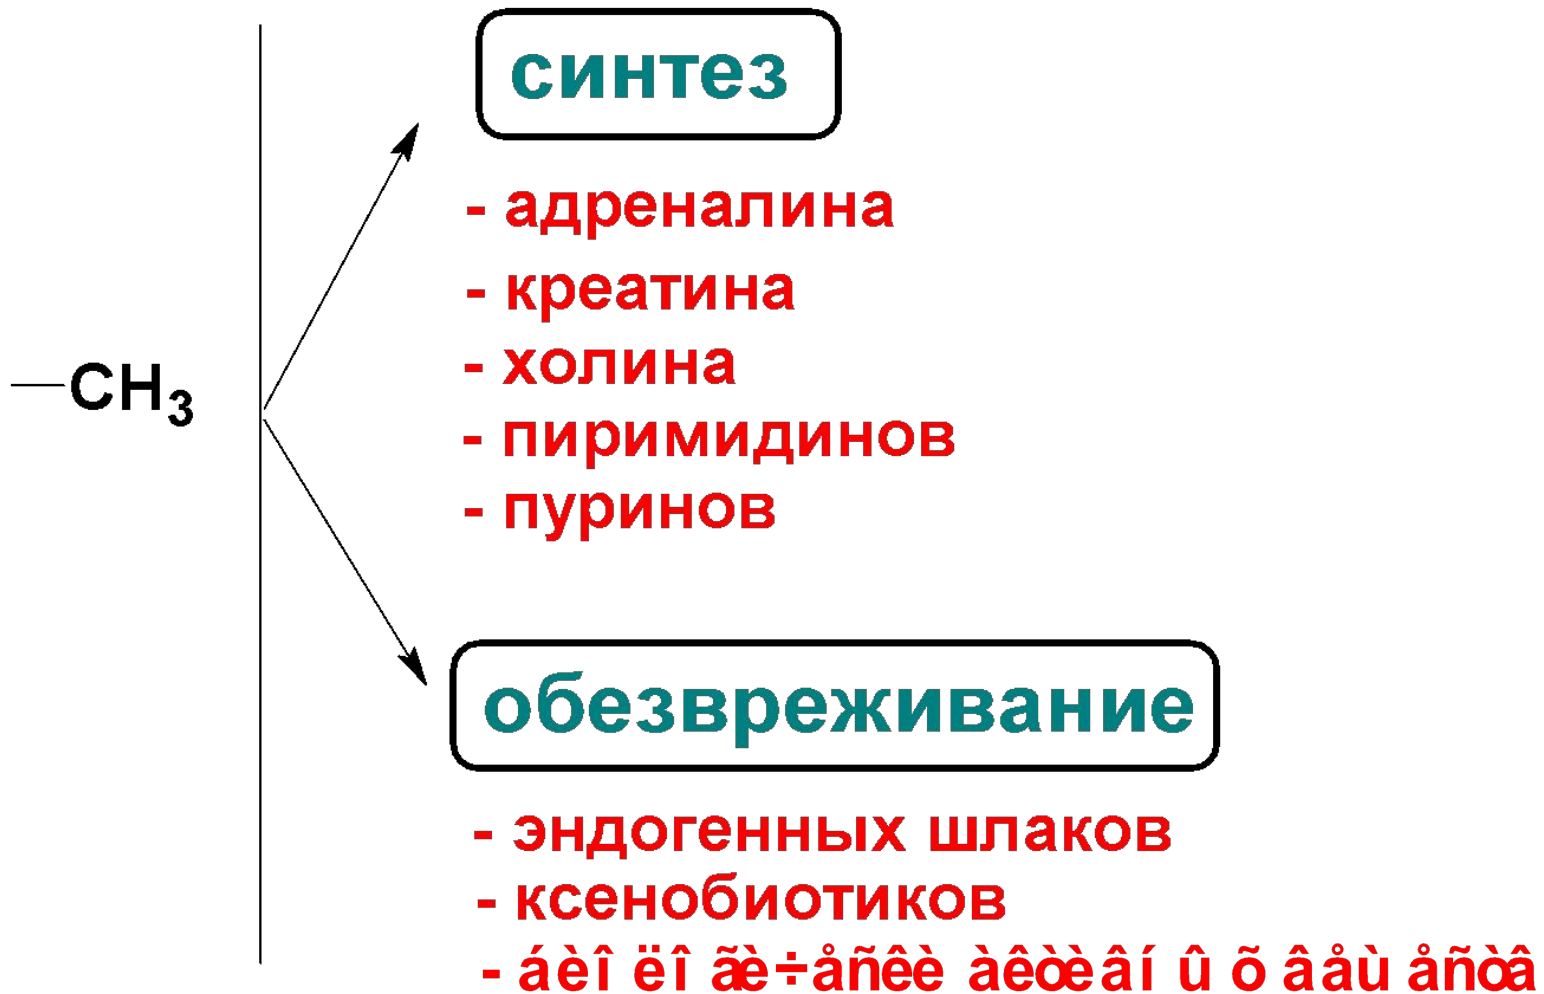 синтез
- адреналина
- креатина
- холина
- пиримидинов
- пуринов
—CH₃
обезвреживание
- эндогенных шлаков
- ксенобиотиков
- áèî ëî ãè÷åñêè àêòèâí û õ âåù åñòâ